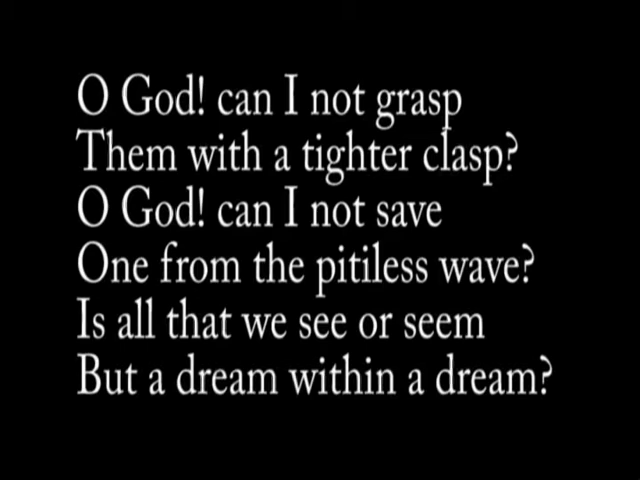 O God! can I not grasp
Them with a tighter clasp?
O God! can I not save
One from the pitiless wave?
Is all that we see or seem
But a dream within a dream?